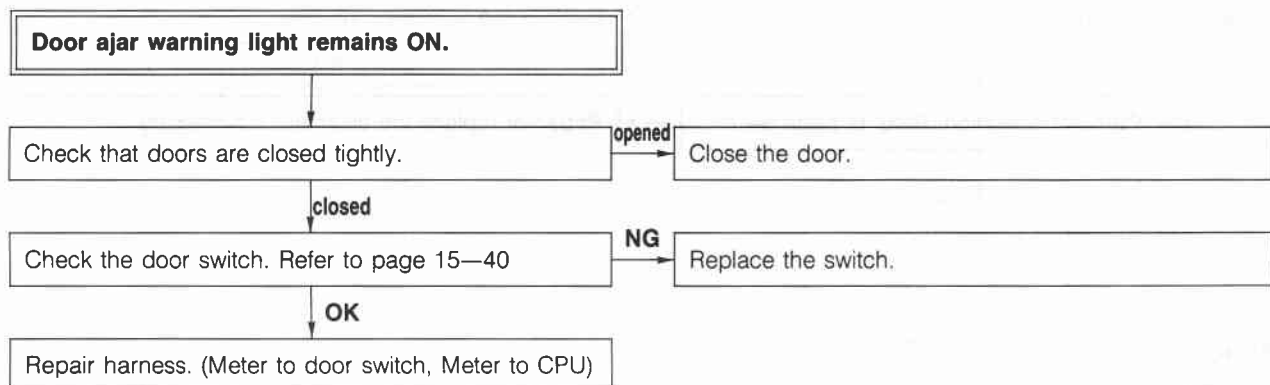 Door ajar warning light remains ON.
opened
Check that doors are closed tightly.
Close the door.
closed
NG
Check the door switch. Refer to page 15—40
Replace the switch.
OK
Repair harness. (Meter to door switch, Meter to CPU)